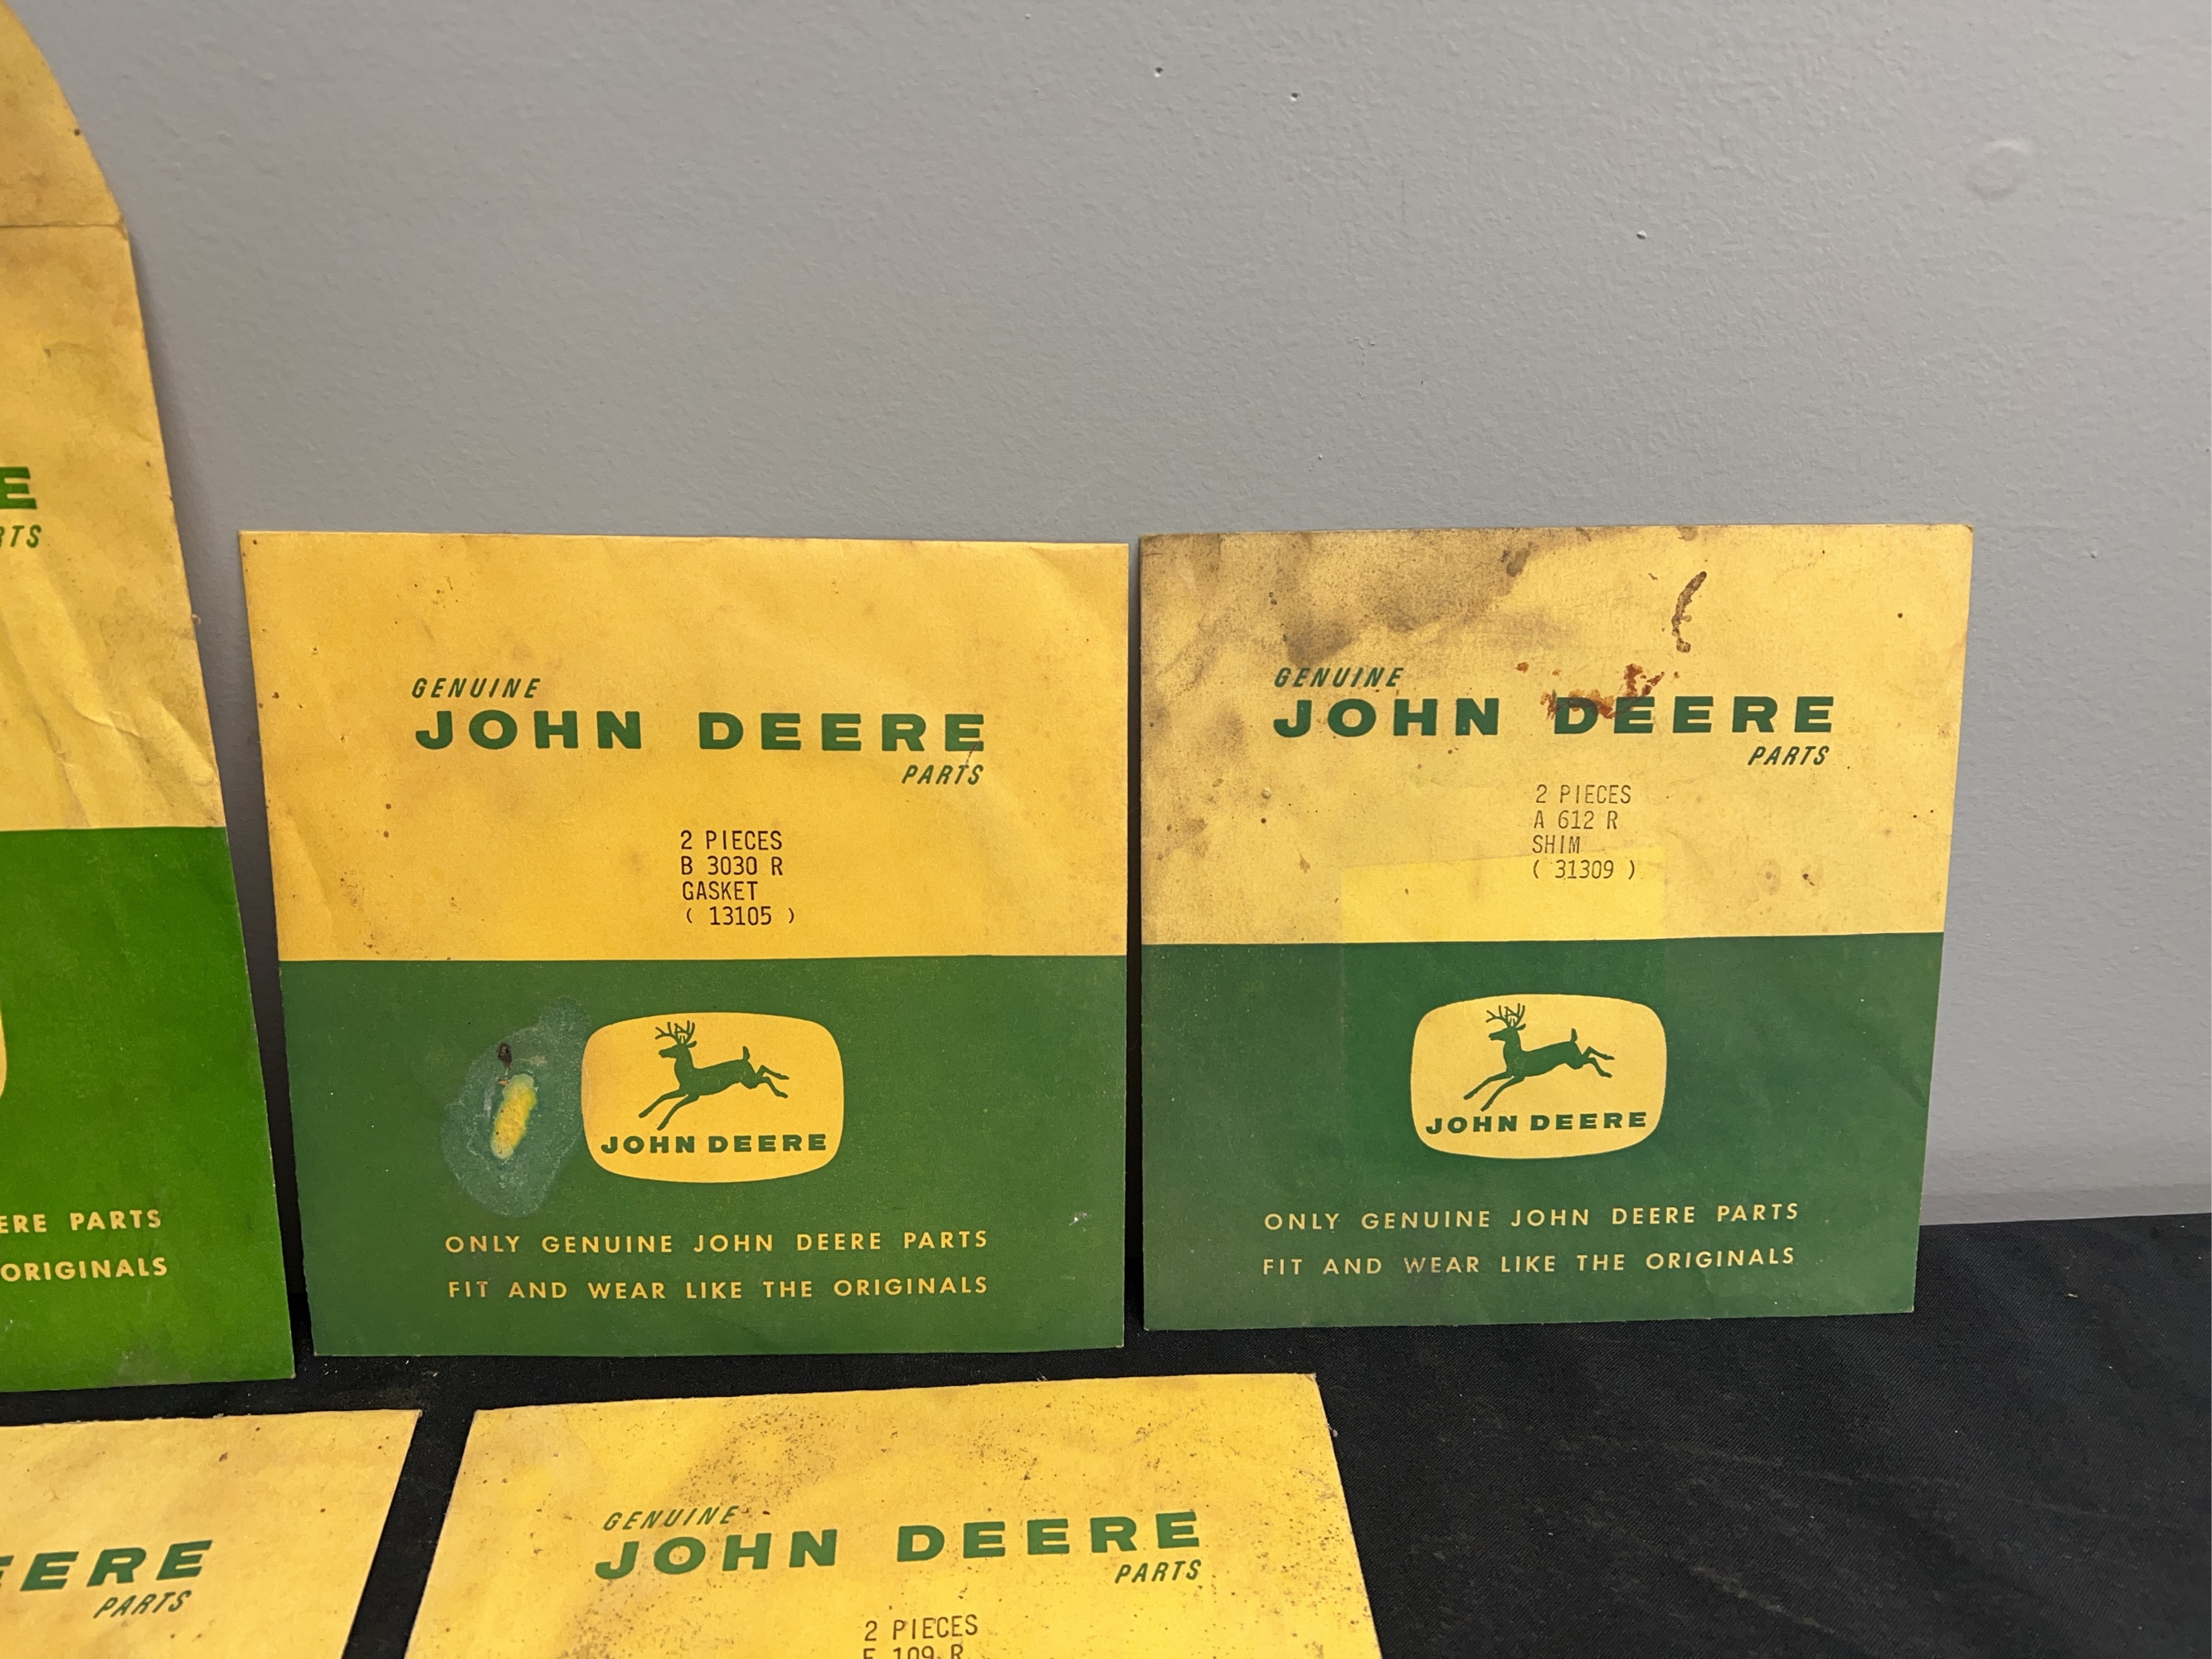 E
RTS
ERE PARTS
ORIGINALS
GENUINE
JOHN DEERE
PARTS
2 PIECES
B 3030 R
GASKET
( 13105 )
JOHN DEERE
ONLY GENUINE JOHN DEERE PARTS
FIT AND WEAR LIKE THE ORIGINALS
GENUINE
JOHN DEERE
PARTS
2 PIECES
A 612 R
SHIM
( 31309 )
JOHN DEERE
ONLY GENUINE JOHN DEERE PARTS
FIT AND WEAR LIKE THE ORIGINALS
EERE
PARTS
GENUINE
JOHN DEERE
PARTS
2 PIECES
109 R